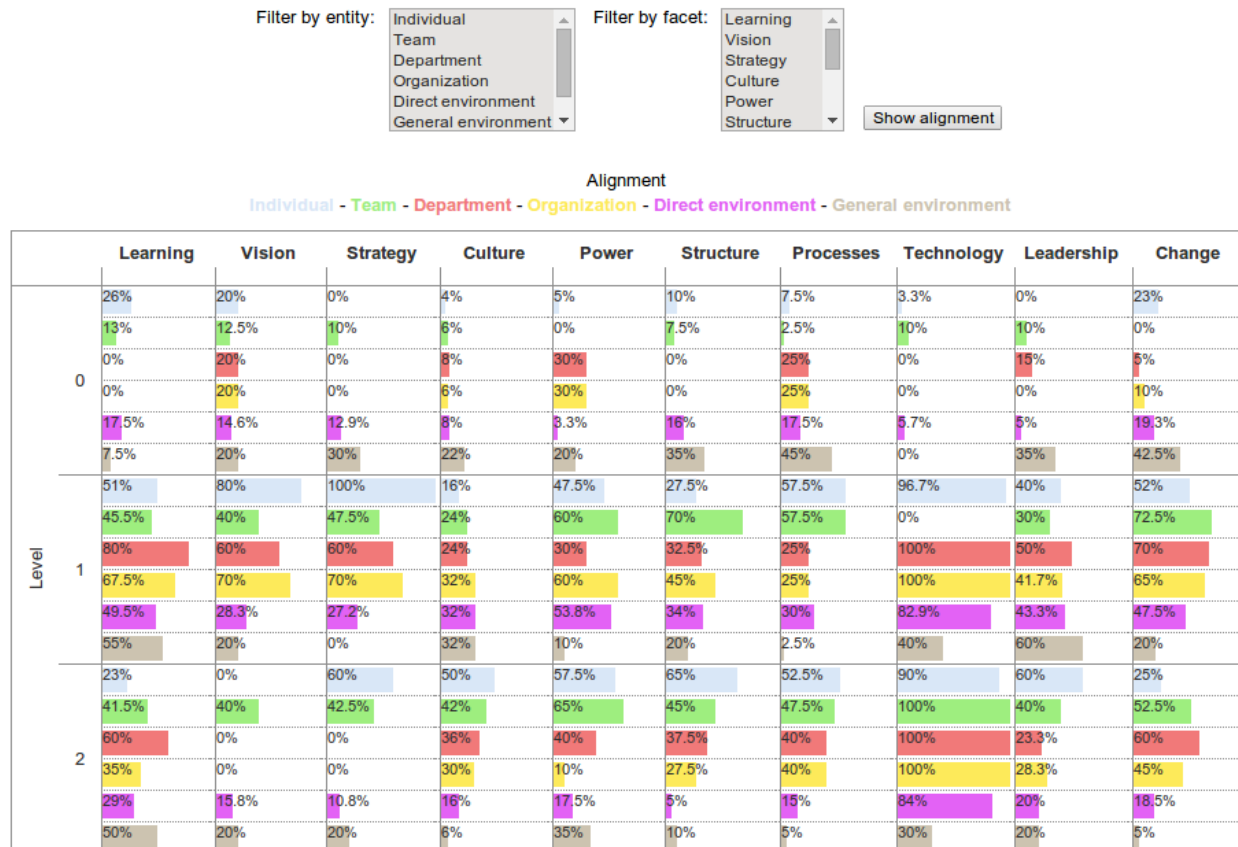 Filter by entity: Individual Team Department Organization Direct environment General environment Filter by facet: Learning Vision Strategy Culture Power Structure Show alignment
Alignment
Individual - Team - Department - Organization - Direct environment - General environment
Learning Vision Strategy Culture Power Structure Processes Technology Leadership Change
Level
0
26% 20% 0% 4% 5% 10% 7.5% 3.3% 0% 23%
13% 12.5% 10% 6% 0% 7.5% 2.5% 10% 10% 0%
0% 20% 0% 8% 30% 0% 25% 0% 15% 5%
0% 20% 0% 6% 30% 0% 25% 0% 0% 10%
17.5% 14.6% 12.9% 8% 3.3% 16% 17.5% 5.7% 5% 19.3%
7.5% 20% 30% 22% 20% 35% 45% 0% 35% 42.5%
1
51% 80% 100% 16% 47.5% 27.5% 57.5% 96.7% 40% 52%
45.5% 40% 47.5% 24% 60% 70% 57.5% 0% 30% 72.5%
80% 60% 60% 24% 30% 32.5% 25% 100% 50% 70%
67.5% 70% 70% 32% 60% 45% 25% 100% 41.7% 65%
49.5% 28.3% 27.2% 32% 53.8% 34% 30% 82.9% 43.3% 47.5%
55% 20% 0% 32% 10% 20% 2.5% 40% 60% 20%
2
23% 0% 60% 50% 57.5% 65% 52.5% 90% 60% 25%
41.5% 40% 42.5% 42% 65% 45% 47.5% 100% 40% 52.5%
60% 0% 0% 36% 40% 37.5% 40% 100% 23.3% 60%
35% 0% 0% 30% 10% 27.5% 40% 100% 28.3% 45%
29% 15.8% 10.8% 16% 17.5% 5% 15% 84% 20% 18.5%
50% 20% 20% 6% 35% 10% 5% 30% 20% 5%